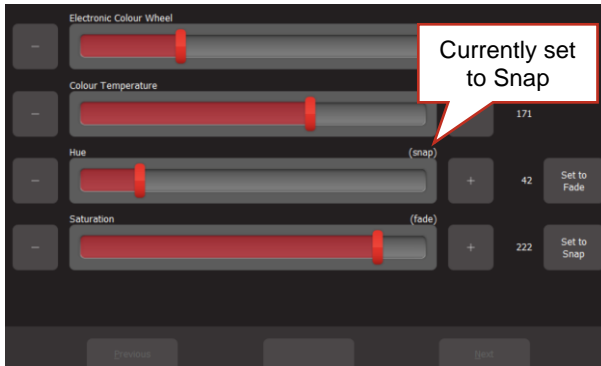 Electronic Colour Wheel
−
Currently set
to Snap
Colour Temperature
−
171
Hue
(snap)
−
+
42
Set to
Fade
Saturation
(fade)
−
+
222
Set to
Snap
Previous
Next